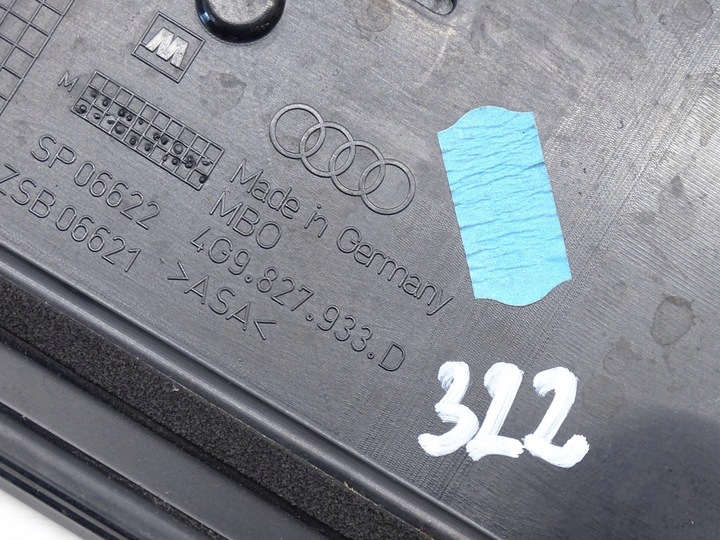 M
M
Made in Germany
SP 06622 MBO
ZSB 06621 4G9.827.933.D
>ASA<
322